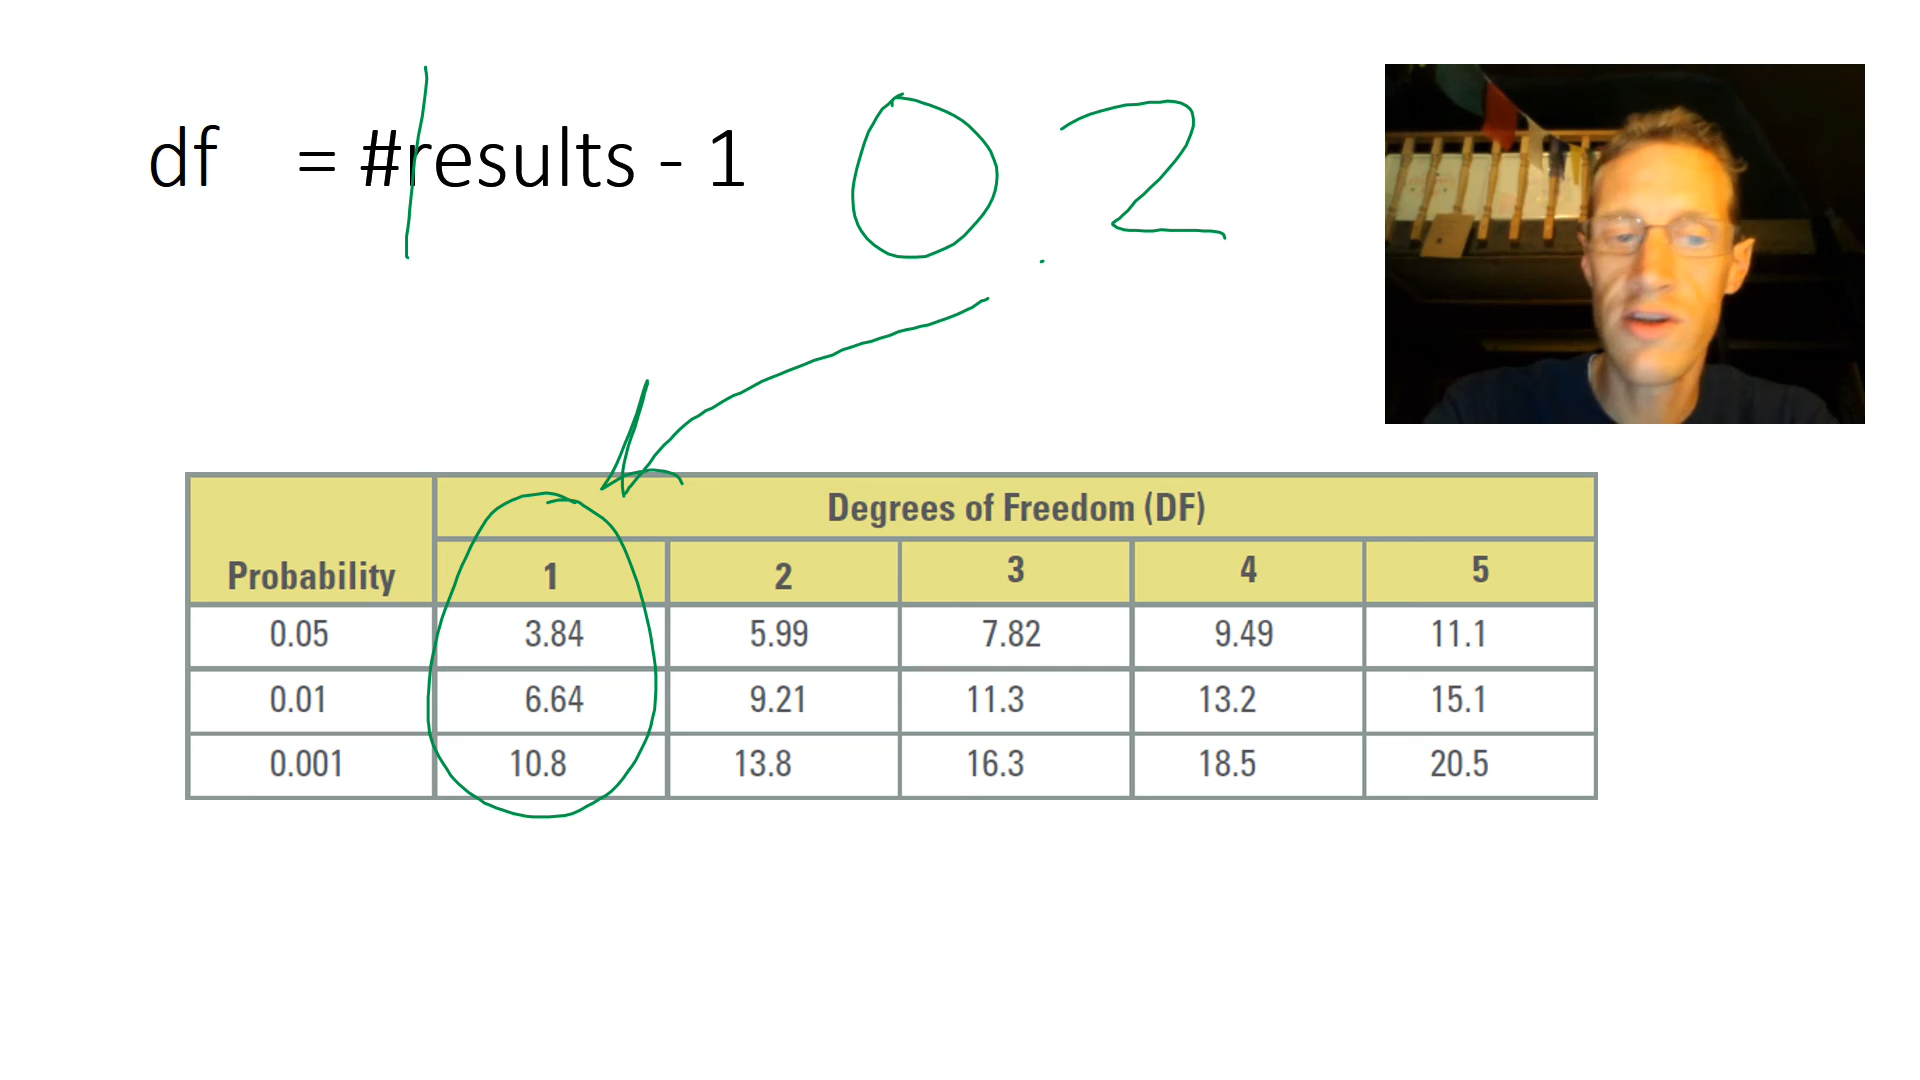 df = #results - 1 0.2
Degrees of Freedom (DF)
Probability 1 2 3 4 5
0.05 3.84 5.99 7.82 9.49 11.1
0.01 6.64 9.21 11.3 13.2 15.1
0.001 10.8 13.8 16.3 18.5 20.5